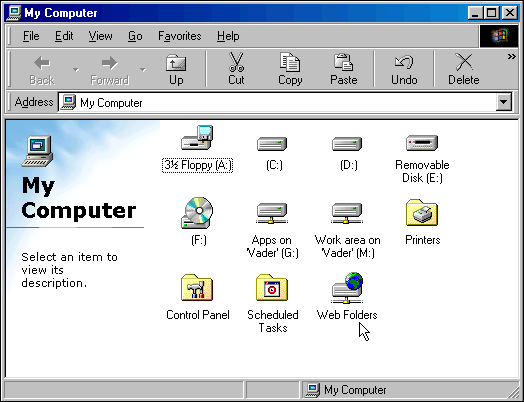 My Computer
File Edit View Go Favorites Help
Back Forward Up Cut Copy Paste Undo Delete »
Address My Computer
My
Computer
Select an item to
view its
description.
3½ Floppy (A:) (C:) (D:) Removable
Disk (E:)
(F:) Apps on
'Vader' (G:) Work area on
'Vader' (M:) Printers
Control Panel Scheduled
Tasks Web Folders
My Computer